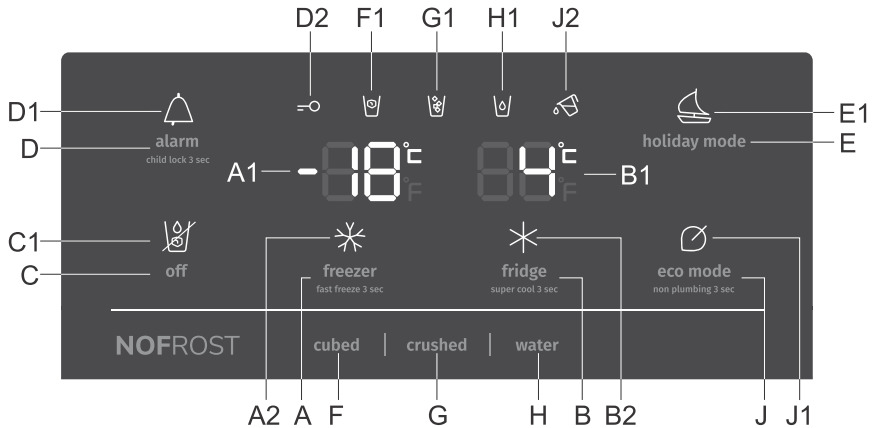 D2 F1 G1 H1 J2
D1 E1
alarm holiday mode
D E
child lock 3 sec
A1 -18°C °F 4°C °F B1
C1
off freezer fridge eco mode
C
fast freeze 3 sec super cool 3 sec non plumbing 3 sec
NOFROST cubed | crushed | water
A2 A F G H B B2 J J1